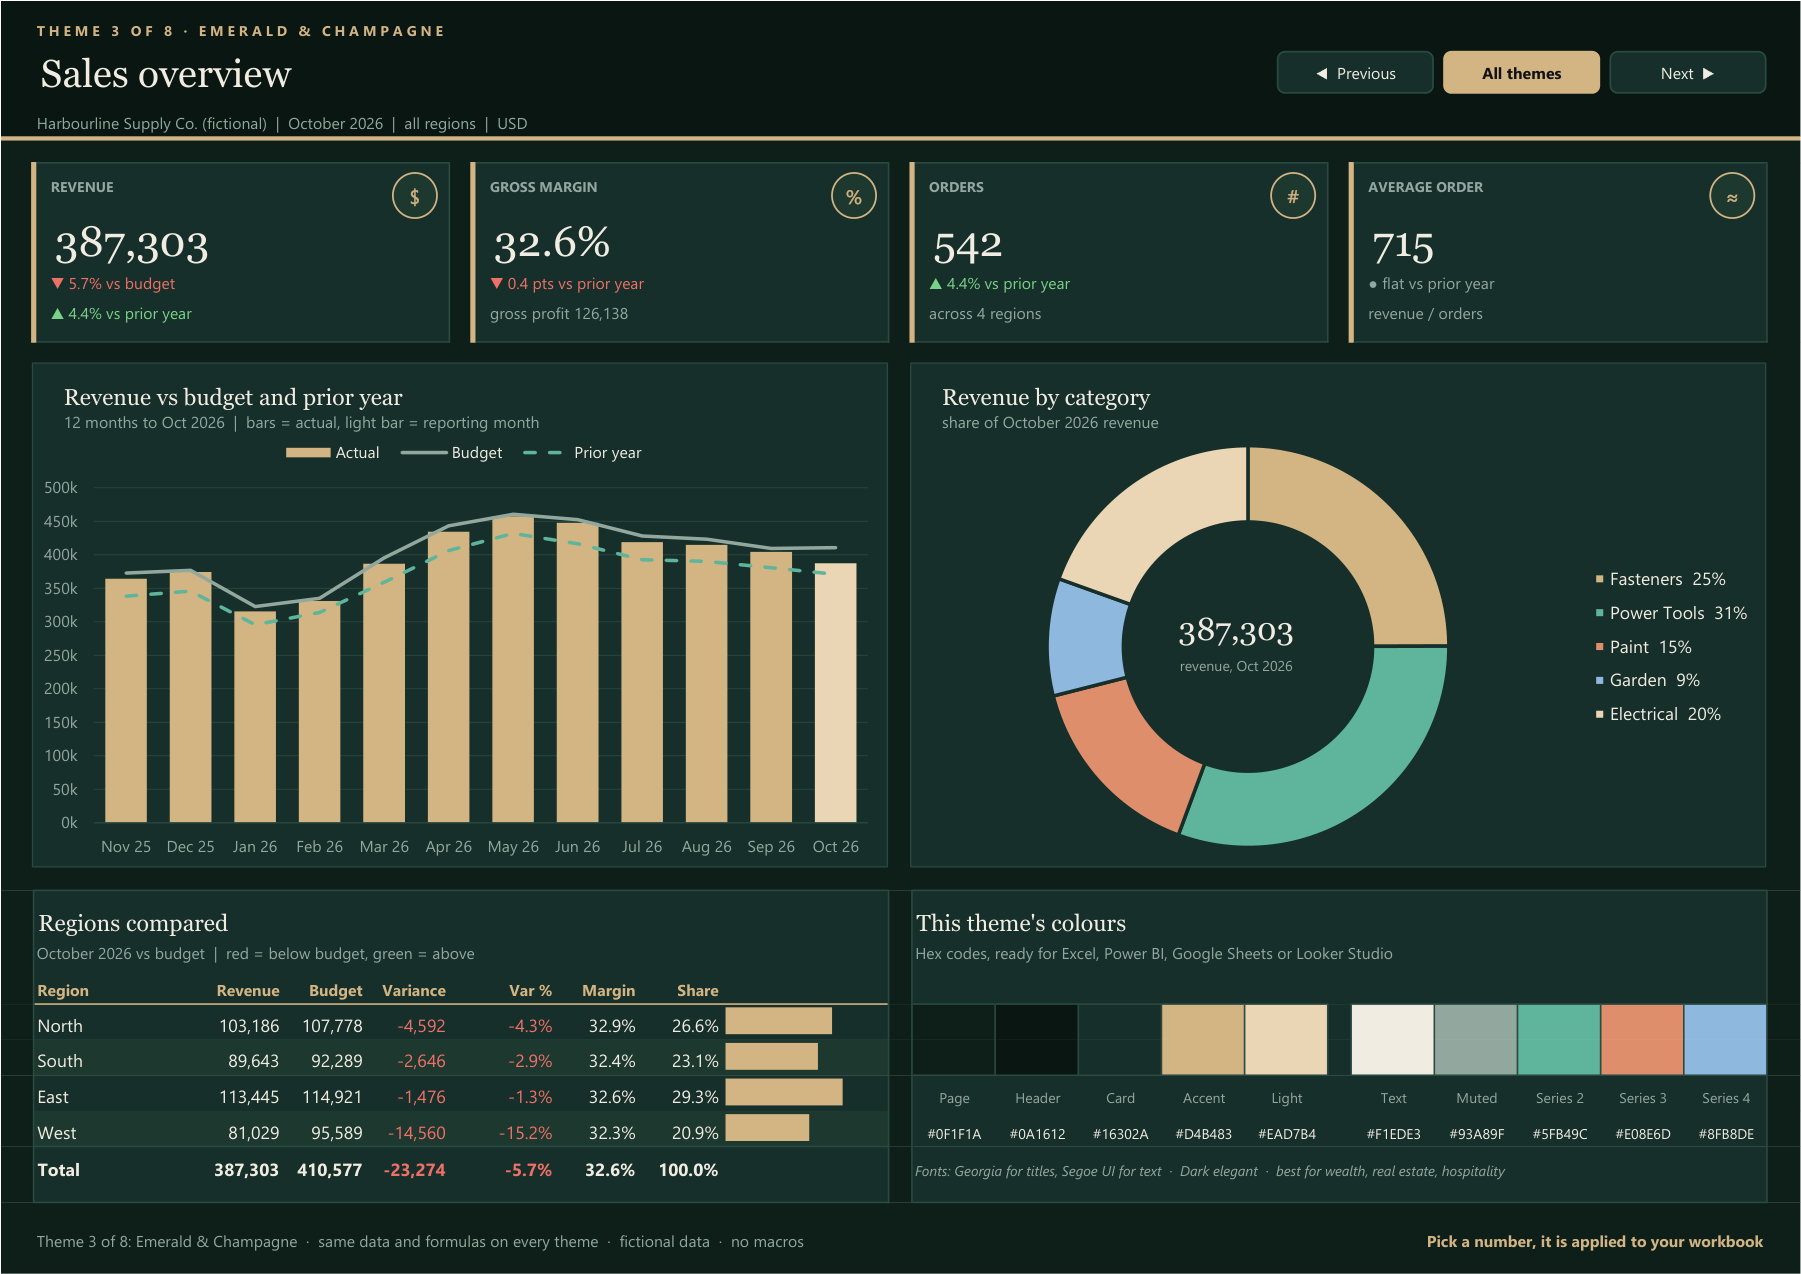 THEME 3 OF 8 · EMERALD & CHAMPAGNE
Sales overview
◀ Previous
All themes
Next ▶
Harbourline Supply Co. (fictional) | October 2026 | all regions | USD
REVENUE
$
387,303
▼ 5.7% vs budget
▲ 4.4% vs prior year
GROSS MARGIN
%
32.6%
▼ 0.4 pts vs prior year
gross profit 126,138
ORDERS
#
542
▲ 4.4% vs prior year
across 4 regions
AVERAGE ORDER
≈
715
● flat vs prior year
revenue / orders
Revenue vs budget and prior year
12 months to Oct 2026 | bars = actual, light bar = reporting month
Actual Budget Prior year
500k
450k
400k
350k
300k
250k
200k
150k
100k
50k
0k
Nov 25 Dec 25 Jan 26 Feb 26 Mar 26 Apr 26 May 26 Jun 26 Jul 26 Aug 26 Sep 26 Oct 26
Revenue by category
share of October 2026 revenue
387,303
revenue, Oct 2026
Fasteners 25%
Power Tools 31%
Paint 15%
Garden 9%
Electrical 20%
Regions compared
October 2026 vs budget | red = below budget, green = above
Region Revenue Budget Variance Var % Margin Share
North 103,186 107,778 -4,592 -4.3% 32.9% 26.6%
South 89,643 92,289 -2,646 -2.9% 32.4% 23.1%
East 113,445 114,921 -1,476 -1.3% 32.6% 29.3%
West 81,029 95,589 -14,560 -15.2% 32.3% 20.9%
Total 387,303 410,577 -23,274 -5.7% 32.6% 100.0%
This theme's colours
Hex codes, ready for Excel, Power BI, Google Sheets or Looker Studio
Page Header Card Accent Light Text Muted Series 2 Series 3 Series 4
#0F1F1A #0A1612 #16302A #D4B483 #EAD7B4 #F1EDE3 #93A89F #5FB49C #E08E6D #8FB8DE
Fonts: Georgia for titles, Segoe UI for text · Dark elegant · best for wealth, real estate, hospitality
Theme 3 of 8: Emerald & Champagne · same data and formulas on every theme · fictional data · no macros
Pick a number, it is applied to your workbook